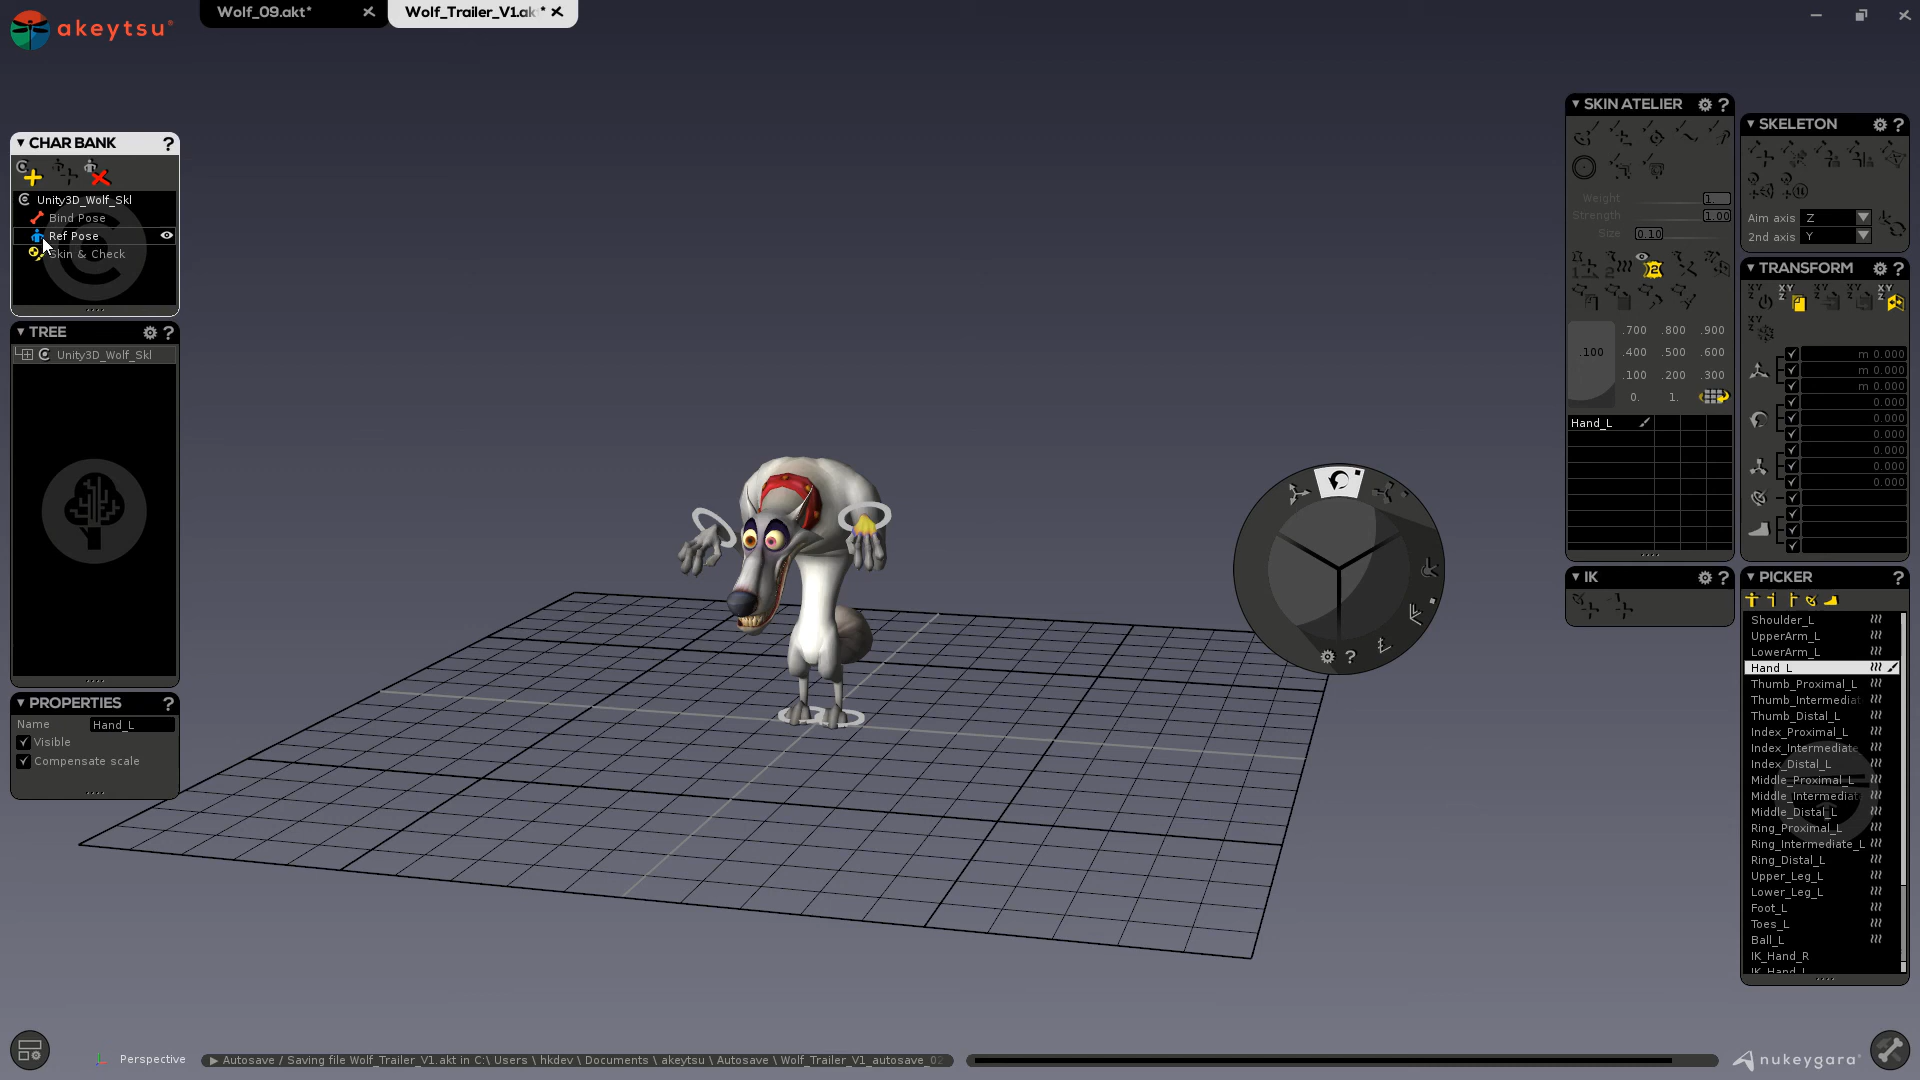 akeytsu
Wolf_09.akt*
Wolf_Trailer_V1.ak *
CHAR BANK
?
Unity3D_Wolf_Skl
Bind Pose
Ref Pose
Skin & Check
TREE
?
Unity3D_Wolf_Skl
PROPERTIES
?
Name
Hand_L
Visible
Compensate scale
SKIN ATELIER
?
Weight
1.
Strength
1.00
Size
0.10
.100
.700 .800 .900
.400 .500 .600
.100 .200 .300
0. 1.
Hand_L
IK
?
SKELETON
?
Aim axis Z
2nd axis Y
TRANSFORM
?
m 0.000
m 0.000
m 0.000
0.000
0.000
0.000
0.000
0.000
0.000
PICKER
?
Shoulder_L
UpperArm_L
LowerArm_L
Hand_L
Thumb_Proximal_L
Thumb_Intermediat
Thumb_Distal_L
Index_Proximal_L
Index_Intermediate
Index_Distal_L
Middle_Proximal_L
Middle_Intermediat
Middle_Distal_L
Ring_Proximal_L
Ring_Intermediate_L
Ring_Distal_L
Upper_Leg_L
Lower_Leg_L
Foot_L
Toes_L
Ball_L
IK_Hand_R
IK_Hand_L
?
Perspective
Autosave / Saving file Wolf_Trailer_V1.akt in C:\ Users \ hkdev \ Documents \ akeytsu \ Autosave \ Wolf_Trailer_V1_autosave_02
nukeygara